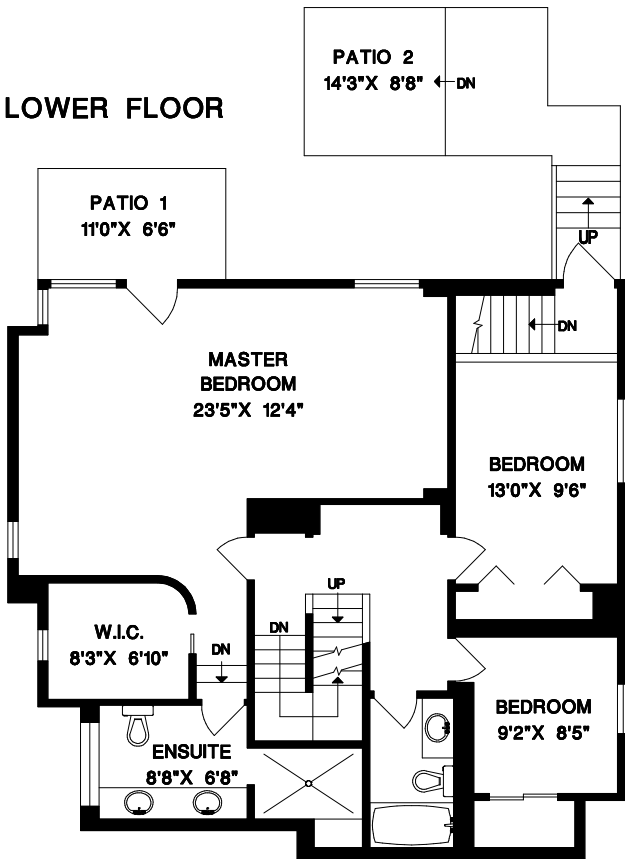 PATIO 2
14'3"X 8'8"
DN
LOWER FLOOR
PATIO 1
11'0"X 6'6"
UP
DN
MASTER
BEDROOM
23'5"X 12'4"
BEDROOM
13'0"X 9'6"
UP
DN
W.I.C.
8'3"X 6'10"
DN
BEDROOM
9'2"X 8'5"
ENSUITE
8'8"X 6'8"